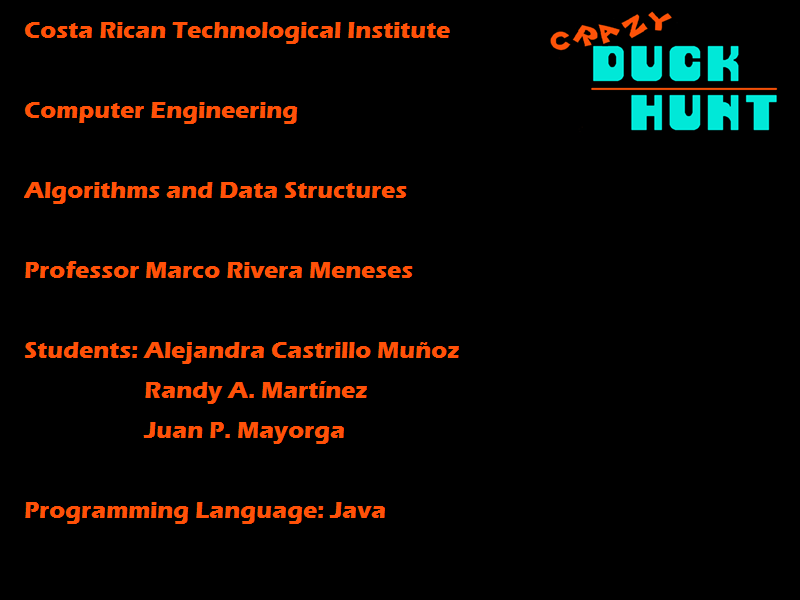 Costa Rican Technological Institute
CRAZY
DUCK
HUNT
Computer Engineering
Algorithms and Data Structures
Professor Marco Rivera Meneses
Students: Alejandra Castrillo Muñoz
Randy A. Martínez
Juan P. Mayorga
Programming Language: Java